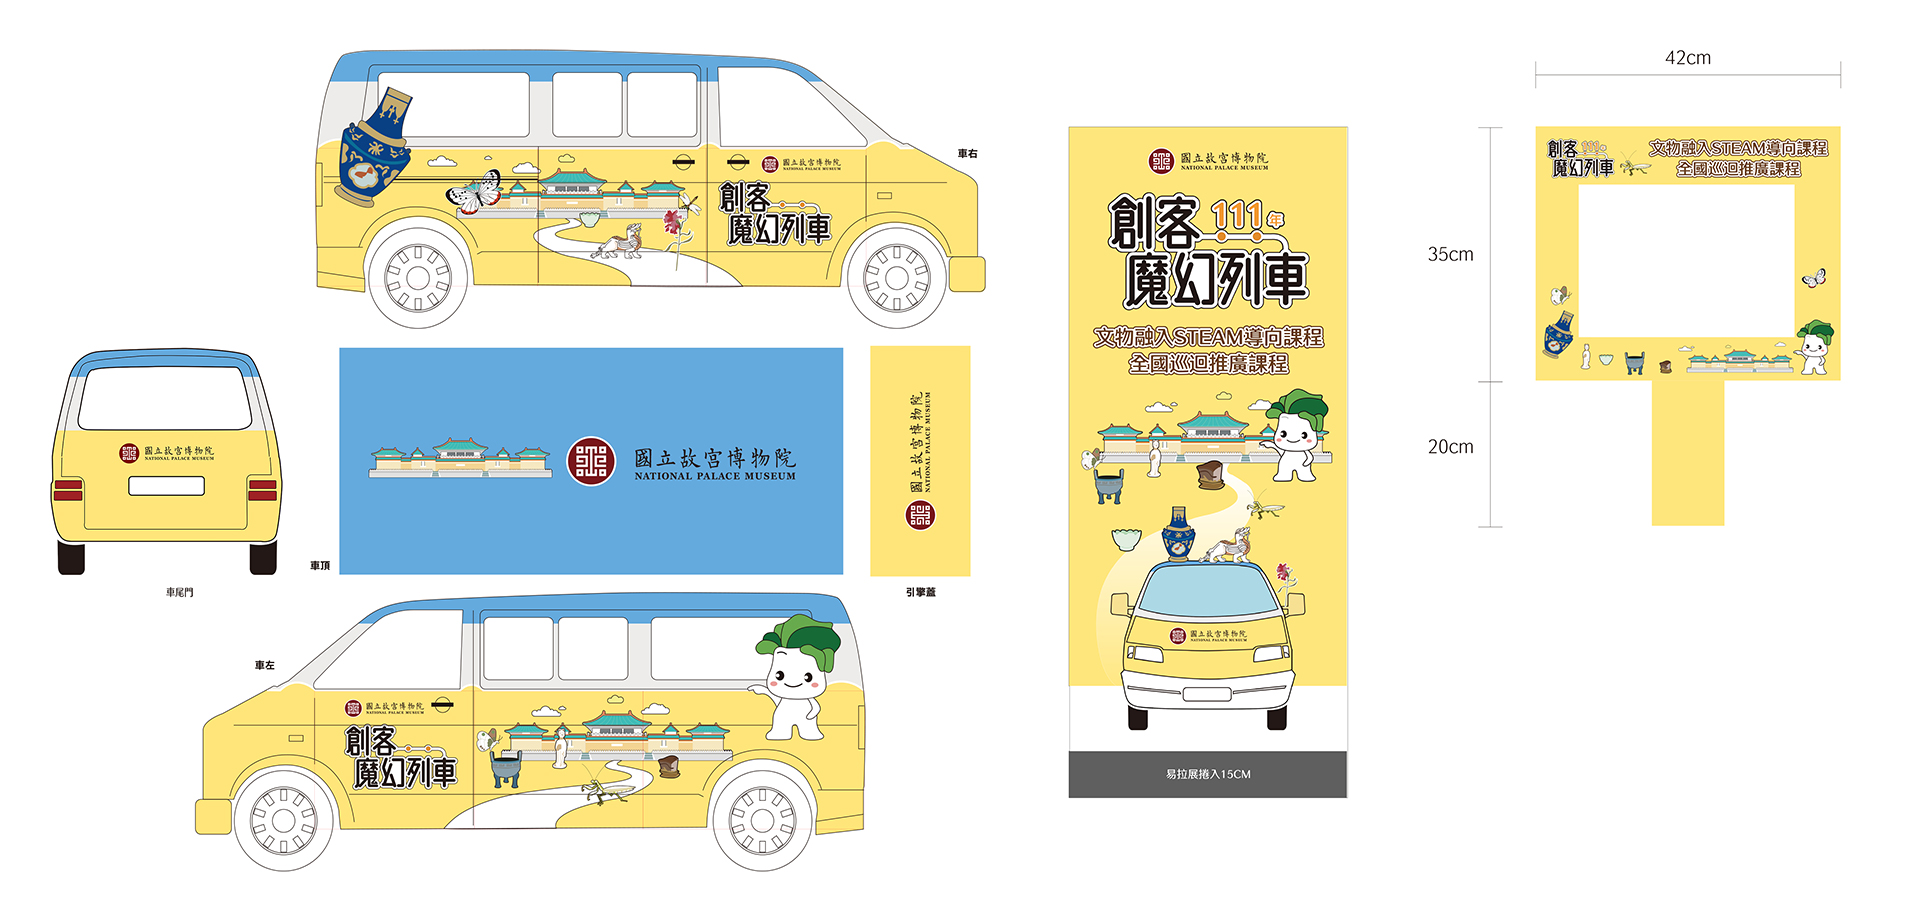 車右
國立故宮博物院
NATIONAL PALACE MUSEUM
創客
魔幻列車
國立故宮博物院
NATIONAL PALACE MUSEUM
車尾門
車頂
國立故宮博物院
NATIONAL PALACE MUSEUM
國立故宮博物院
NATIONAL PALACE MUSEUM
引擎蓋
車左
國立故宮博物院
NATIONAL PALACE MUSEUM
創客
魔幻列車
國立故宮博物院
NATIONAL PALACE MUSEUM
創客 111年
魔幻列車
文物融入STEAM導向課程
全國巡迴推廣課程
國立故宮博物院
NATIONAL PALACE MUSEUM
易拉展捲入15CM
42cm
35cm
20cm
創客 111年
魔幻列車
文物融入STEAM導向課程
全國巡迴推廣課程